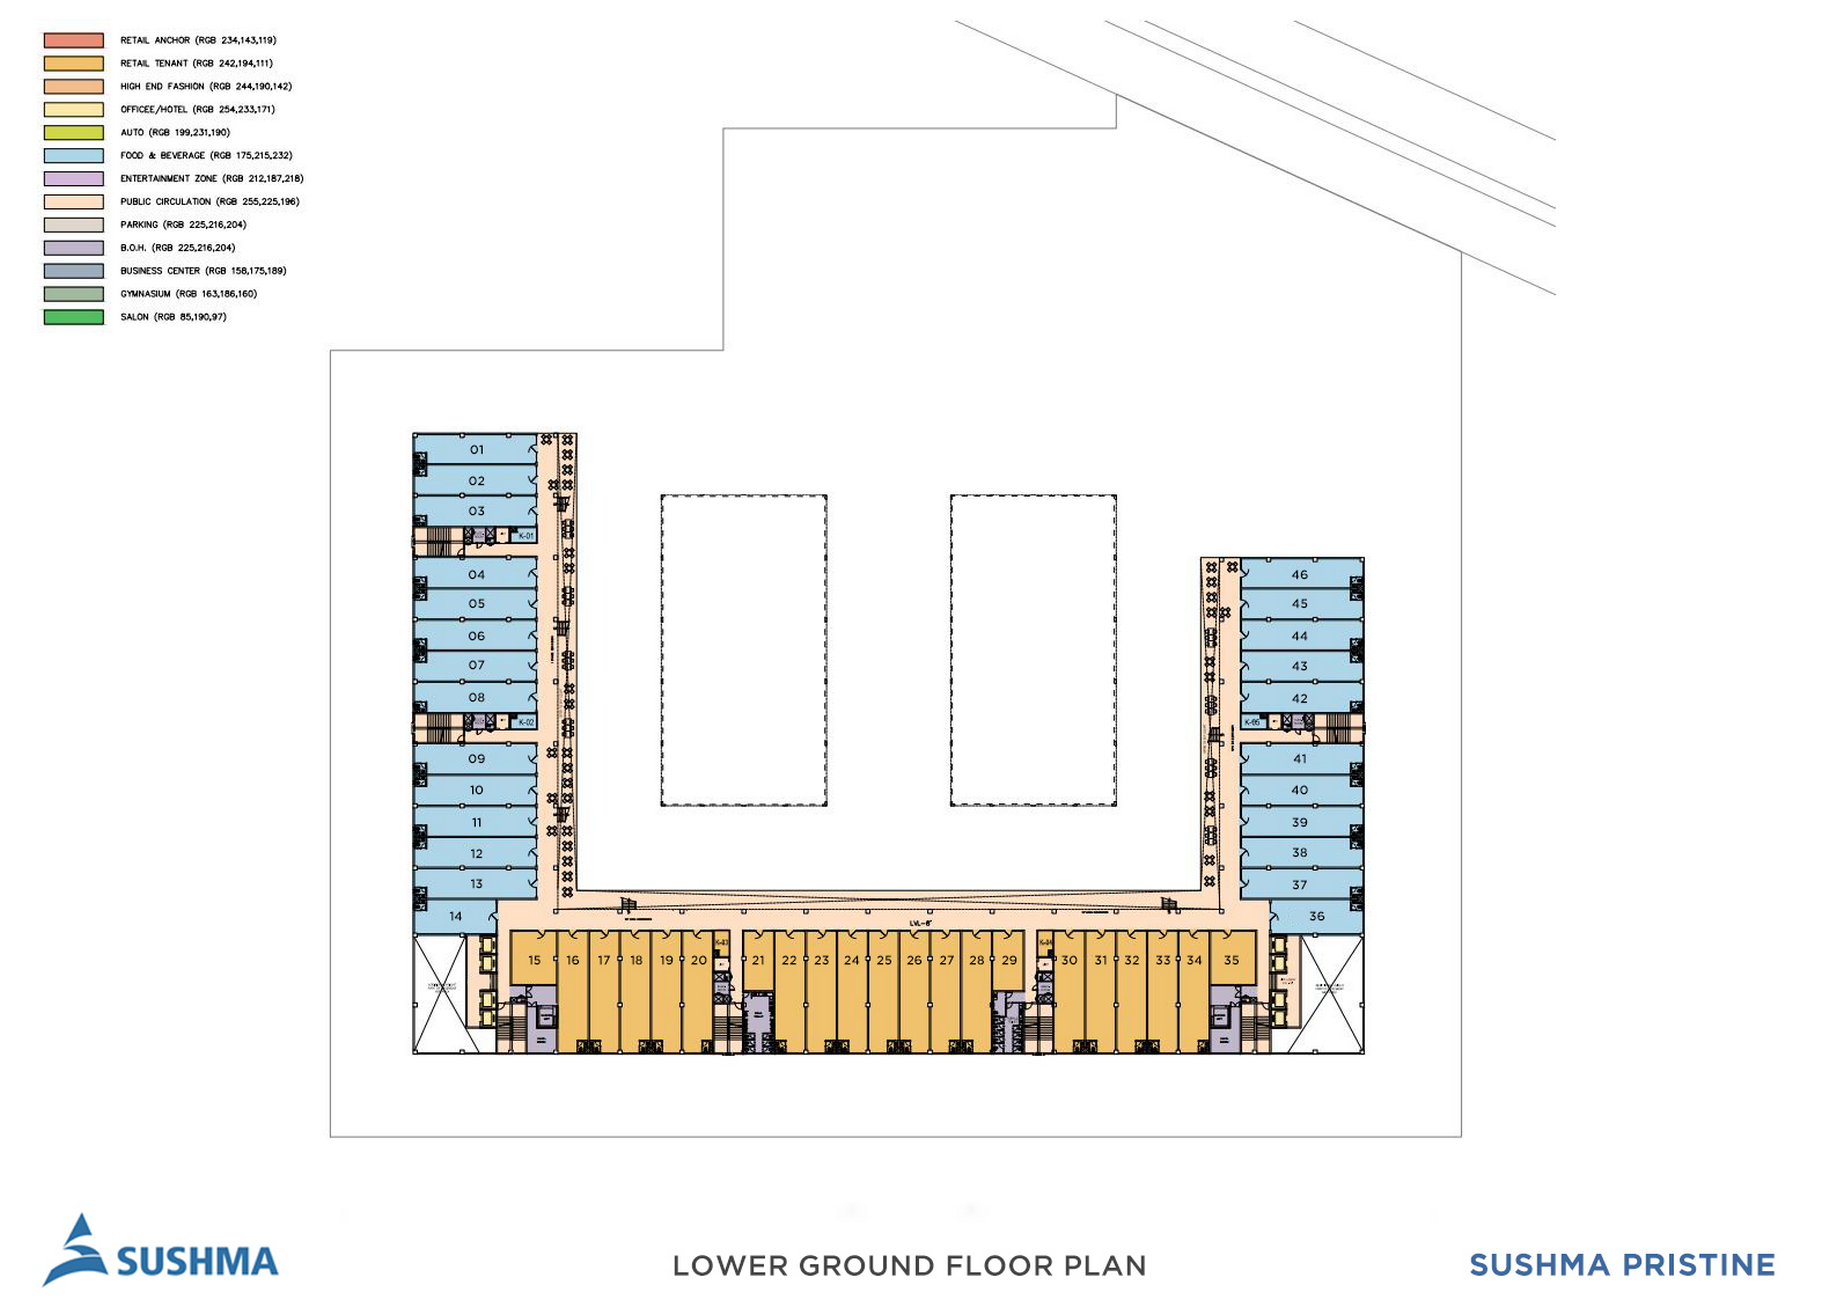 RETAIL ANCHOR (RGB 234,143,119)
RETAIL TENANT (RGB 242,194,111)
HIGH END FASHION (RGB 244,190,142)
OFFICEE/HOTEL (RGB 254,233,171)
AUTO (RGB 199,231,190)
FOOD & BEVERAGE (RGB 175,215,232)
ENTERTAINMENT ZONE (RGB 212,187,218)
PUBLIC CIRCULATION (RGB 255,225,196)
PARKING (RGB 225,216,204)
B.O.H. (RGB 225,216,204)
BUSINESS CENTER (RGB 158,175,189)
GYMNASIUM (RGB 163,186,160)
SALON (RGB 85,190,97)
01
02
03
K-01
04
05
06
07
08
K-02
09
10
11
12
13
14
46
45
44
43
42
K-05
41
40
39
38
37
36
LVL-6'
K-03
K-04
15 16 17 18 19 20 21 22 23 24 25 26 27 28 29 30 31 32 33 34 35
SUSHMA
LOWER GROUND FLOOR PLAN
SUSHMA PRISTINE